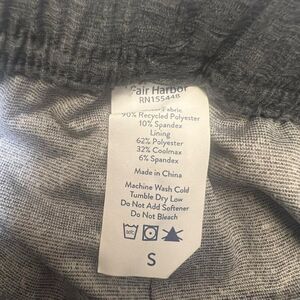 Fair Harbor
RN155448
Fabric
90% Recycled Polyester
10% Spandex
Lining
62% Polyester
32% Coolmax
6% Spandex
Made in China
Machine Wash Cold
Tumble Dry Low
Do Not Add Softener
Do Not Bleach
S